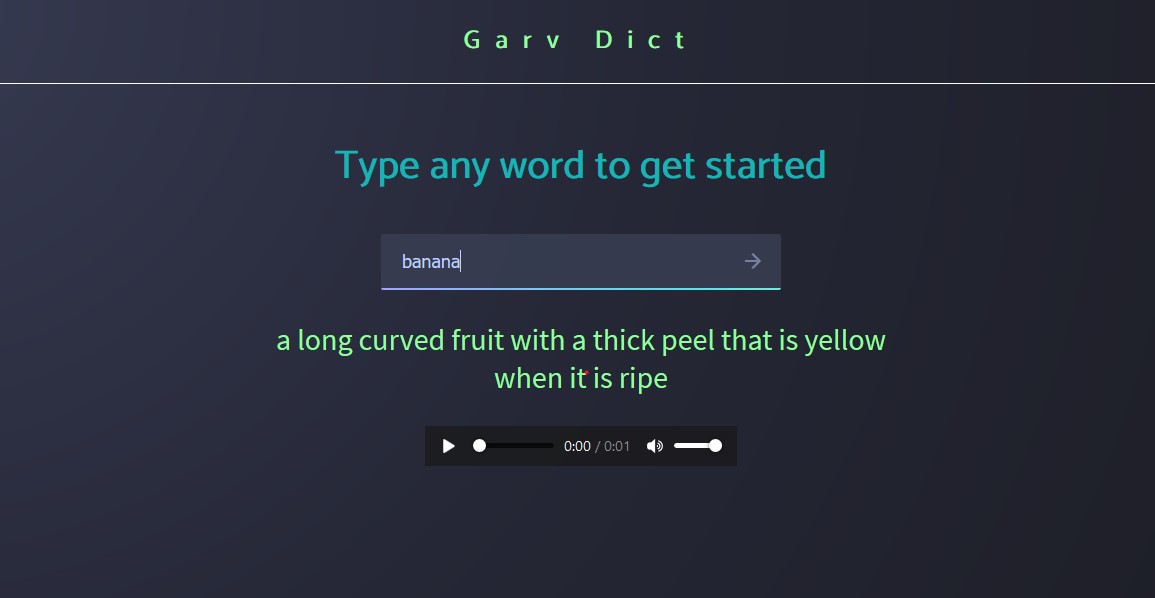 Garv Dict
Type any word to get started
banana
a long curved fruit with a thick peel that is yellow
when it is ripe
0:00 / 0:01